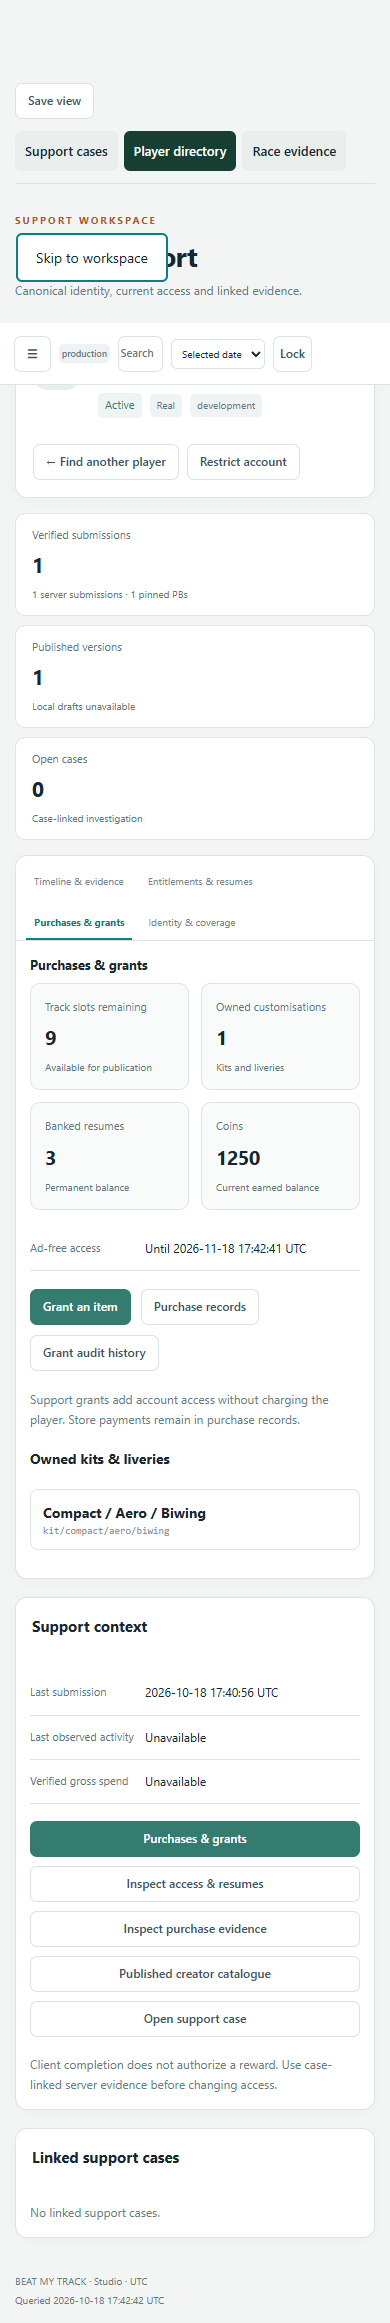 Save view
Support cases Player directory Race evidence
SUPPORT WORKSPACE
Skip to workspace ort
Canonical identity, current access and linked evidence.
☰ production Search Selected date Lock
Active Real development
← Find another player Restrict account
Verified submissions
1
1 server submissions · 1 pinned PBs
Published versions
1
Local drafts unavailable
Open cases
0
Case-linked investigation
Timeline & evidence Entitlements & resumes
Purchases & grants Identity & coverage
Purchases & grants
Track slots remaining Owned customisations
9 1
Available for publication Kits and liveries
Banked resumes Coins
3 1250
Permanent balance Current earned balance
Ad-free access Until 2026-11-18 17:42:41 UTC
Grant an item Purchase records
Grant audit history
Support grants add account access without charging the
player. Store payments remain in purchase records.
Owned kits & liveries
Compact / Aero / Biwing
kit/compact/aero/biwing
Support context
Last submission 2026-10-18 17:40:56 UTC
Last observed activity Unavailable
Verified gross spend Unavailable
Purchases & grants
Inspect access & resumes
Inspect purchase evidence
Published creator catalogue
Open support case
Client completion does not authorize a reward. Use case-
linked server evidence before changing access.
Linked support cases
No linked support cases.
BEAT MY TRACK · Studio · UTC
Queried 2026-10-18 17:42:42 UTC